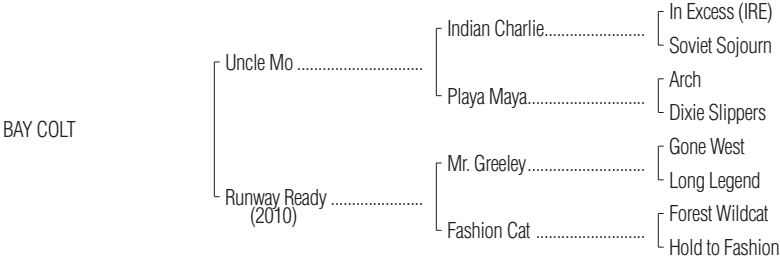 In Excess (IRE)
Indian Charlie........................
Soviet Sojourn
Uncle Mo ..............................
Arch
Playa Maya............................
Dixie Slippers
BAY COLT
Gone West
Mr. Greeley............................
Long Legend
Runway Ready ......................
(2010)
Forest Wildcat
Fashion Cat ..........................
Hold to Fashion